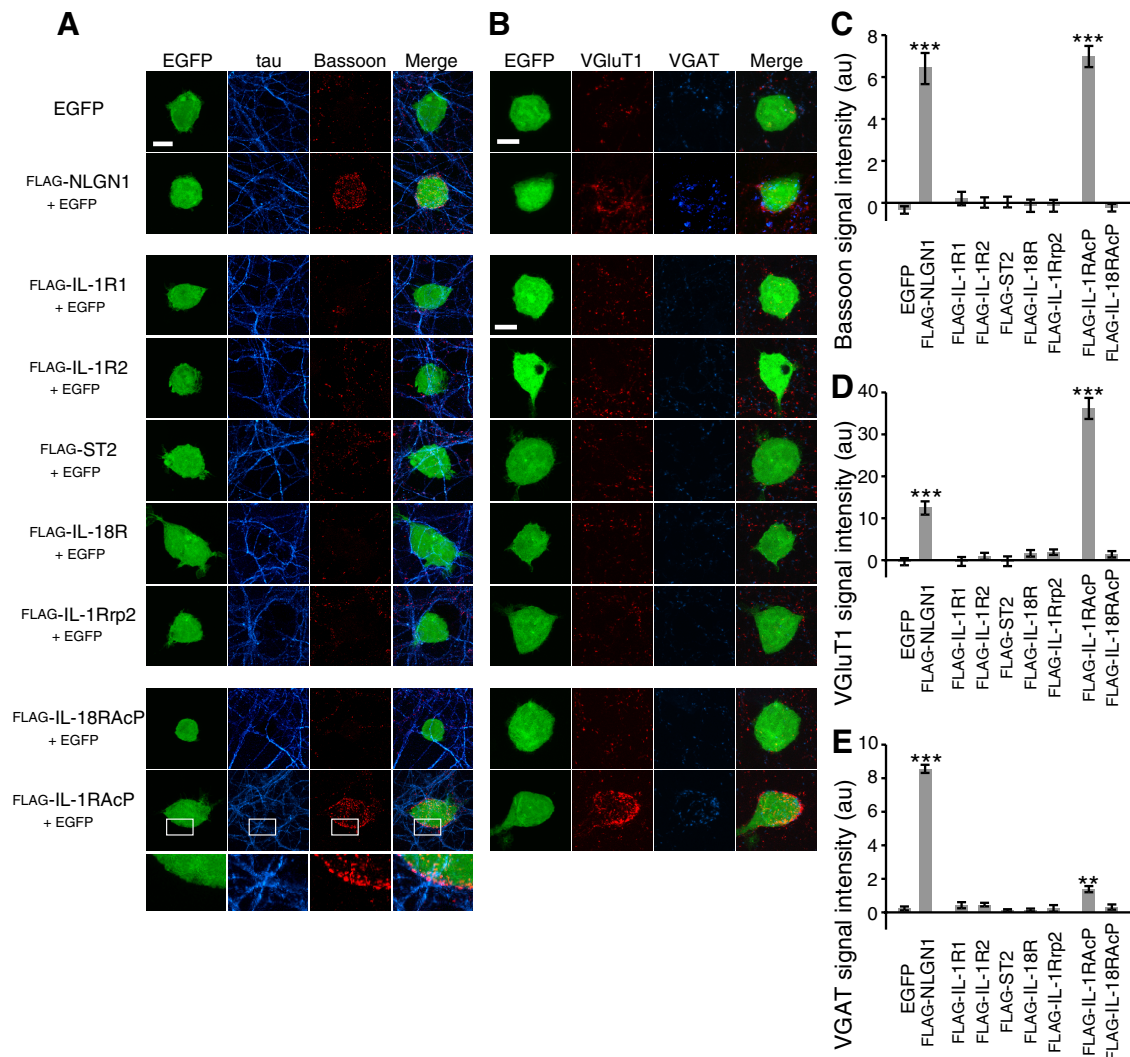 A
EGFP tau Bassoon Merge
EGFP
FLAG-NLGN1
+ EGFP
FLAG-IL-1R1
+ EGFP
FLAG-IL-1R2
+ EGFP
FLAG-ST2
+ EGFP
FLAG-IL-18R
+ EGFP
FLAG-IL-1Rrp2
+ EGFP
FLAG-IL-18RAcP
+ EGFP
FLAG-IL-1RAcP
+ EGFP
B
EGFP VGluT1 VGAT Merge
C
Bassoon signal intensity (au)
8
6
4
2
0
***
***
EGFP
FLAG-NLGN1
FLAG-IL-1R1
FLAG-IL-1R2
FLAG-ST2
FLAG-IL-18R
FLAG-IL-1Rrp2
FLAG-IL-1RAcP
FLAG-IL-18RAcP
D
VGluT1 signal intensity (au)
40
30
20
10
0
***
***
EGFP
FLAG-NLGN1
FLAG-IL-1R1
FLAG-IL-1R2
FLAG-ST2
FLAG-IL-18R
FLAG-IL-1Rrp2
FLAG-IL-1RAcP
FLAG-IL-18RAcP
E
VGAT signal intensity (au)
10
8
6
4
2
0
***
**
EGFP
FLAG-NLGN1
FLAG-IL-1R1
FLAG-IL-1R2
FLAG-ST2
FLAG-IL-18R
FLAG-IL-1Rrp2
FLAG-IL-1RAcP
FLAG-IL-18RAcP